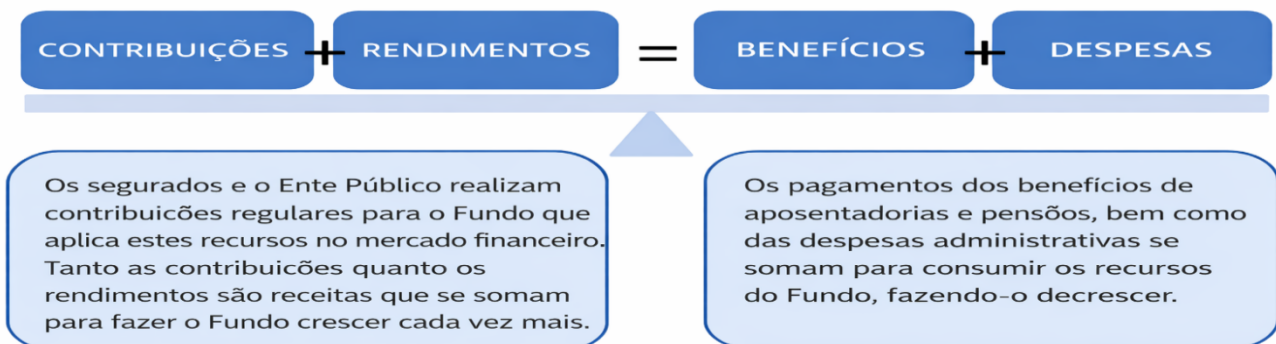 CONTRIBUIÇÕES + RENDIMENTOS = BENEFÍCIOS + DESPESAS
Os segurados e o Ente Público realizam
contribuicões regulares para o Fundo que
aplica estes recursos no mercado financeiro.
Tanto as contribuicões quanto os
rendimentos são receitas que se somam
para fazer o Fundo crescer cada vez mais.
Os pagamentos dos benefícios de
aposentadorias e pensõos, bem como
das despesas administrativas se
somam para consumir os recursos
do Fundo, fazendo-o decrescer.